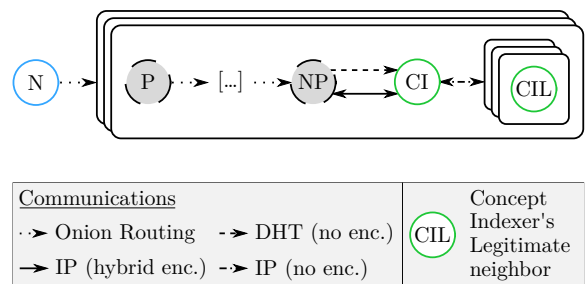 N P [...] NP CI CIL
Communications
Onion Routing DHT (no enc.)
IP (hybrid enc.) IP (no enc.)
CIL
Concept
Indexer's
Legitimate
neighbor